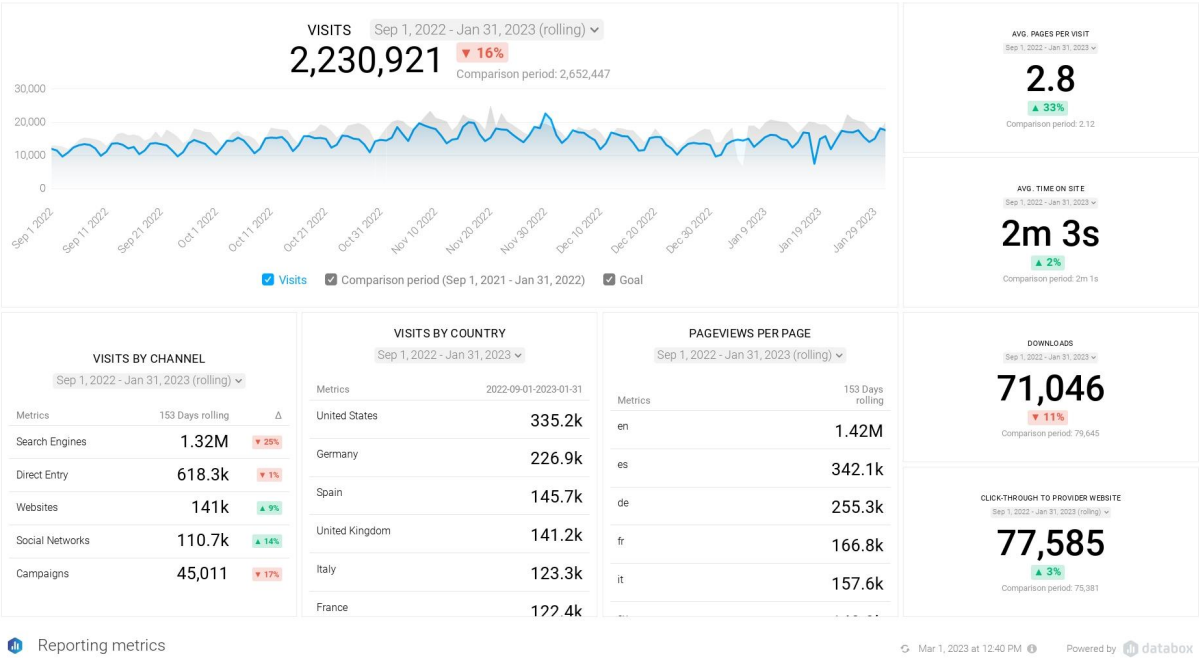 VISITS Sep 1, 2022 - Jan 31, 2023 (rolling)
2,230,921 ▼ 16%
Comparison period: 2,652,447
30,000
20,000
10,000
0
Sep 1 2022 Sep 11 2022 Sep 21 2022 Oct 1 2022 Oct 11 2022 Oct 21 2022 Oct 31 2022 Nov 10 2022 Nov 20 2022 Nov 30 2022 Dec 10 2022 Dec 20 2022 Dec 30 2022 Jan 9 2023 Jan 19 2023 Jan 29 2023
Visits Comparison period (Sep 1, 2021 - Jan 31, 2022) Goal
AVG. PAGES PER VISIT
Sep 1, 2022 - Jan 31, 2023
2.8
▲ 33%
Comparison period: 2.12
AVG. TIME ON SITE
Sep 1, 2022 - Jan 31, 2023
2m 3s
▲ 2%
Comparison period: 2m 1s
VISITS BY CHANNEL
Sep 1, 2022 - Jan 31, 2023 (rolling)
Metrics 153 Days rolling Δ
Search Engines 1.32M ▼ 25%
Direct Entry 618.3k ▼ 1%
Websites 141k ▲ 9%
Social Networks 110.7k ▲ 14%
Campaigns 45,011 ▼ 17%
VISITS BY COUNTRY
Sep 1, 2022 - Jan 31, 2023
Metrics 2022-09-01-2023-01-31
United States 335.2k
Germany 226.9k
Spain 145.7k
United Kingdom 141.2k
Italy 123.3k
France 122.4k
PAGEVIEWS PER PAGE
Sep 1, 2022 - Jan 31, 2023 (rolling)
153 Days
Metrics rolling
en 1.42M
es 342.1k
de 255.3k
fr 166.8k
it 157.6k
DOWNLOADS
Sep 1, 2022 - Jan 31, 2023
71,046
▼ 11%
Comparison period: 79,645
CLICK-THROUGH TO PROVIDER WEBSITE
Sep 1, 2022 - Jan 31, 2023 (rolling)
77,585
▲ 3%
Comparison period: 75,381
Reporting metrics
Mar 1, 2023 at 12:40 PM Powered by databox